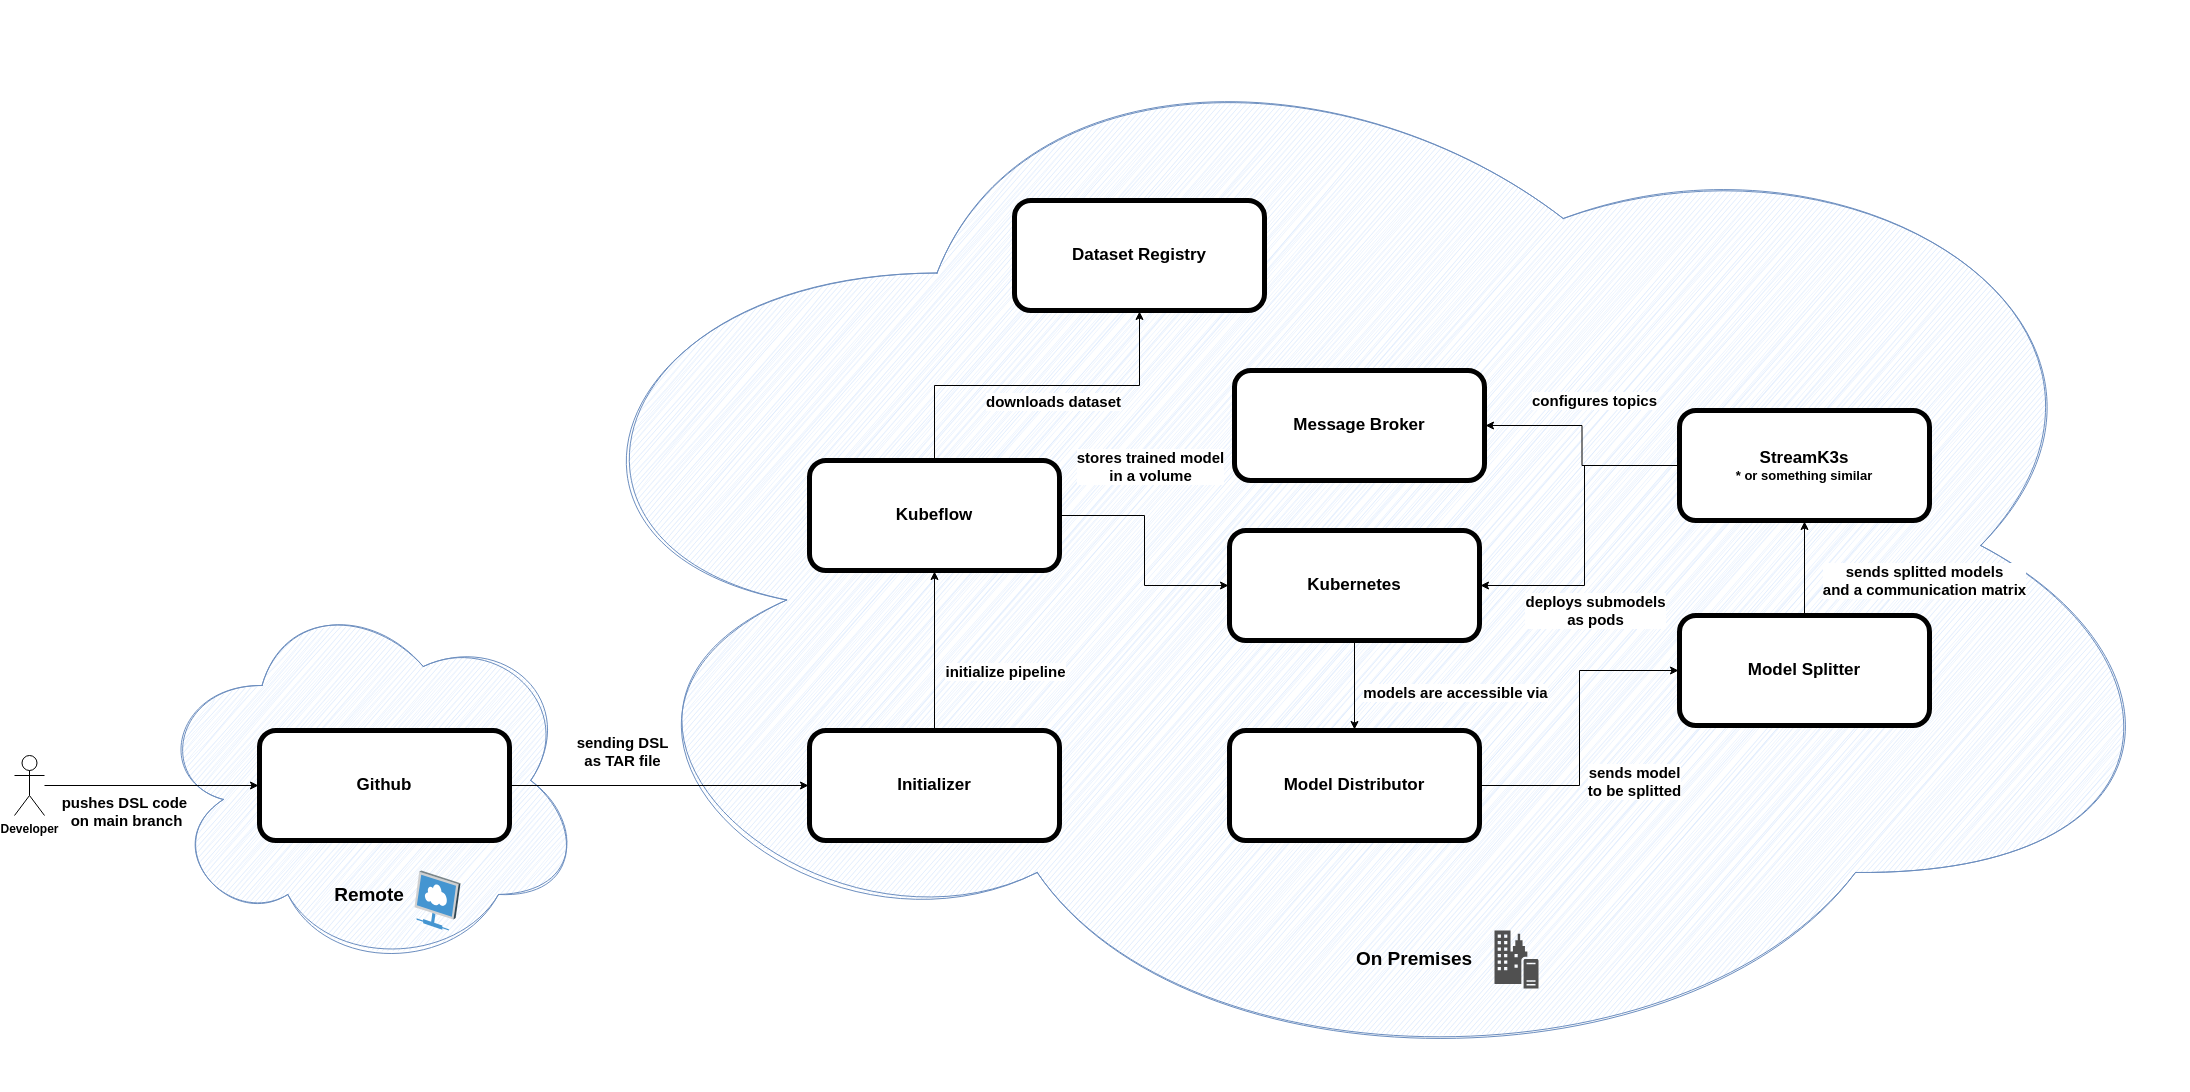 Dataset Registry
downloads dataset
Message Broker
configures topics
StreamK3s
* or something similar
stores trained model
in a volume
Kubeflow
Kubernetes
sends splitted models
and a communication matrix
deploys submodels
as pods
initialize pipeline
models are accessible via
Model Splitter
Developer
pushes DSL code
on main branch
Github
sending DSL
as TAR file
Initializer
Model Distributor
sends model
to be splitted
Remote
On Premises